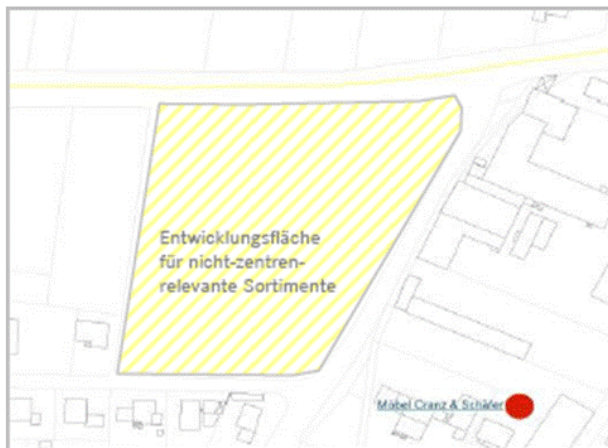 Entwicklungsfläche
für nicht-zentren-
relevante Sortimente
Möbel Cranz & Schäfer